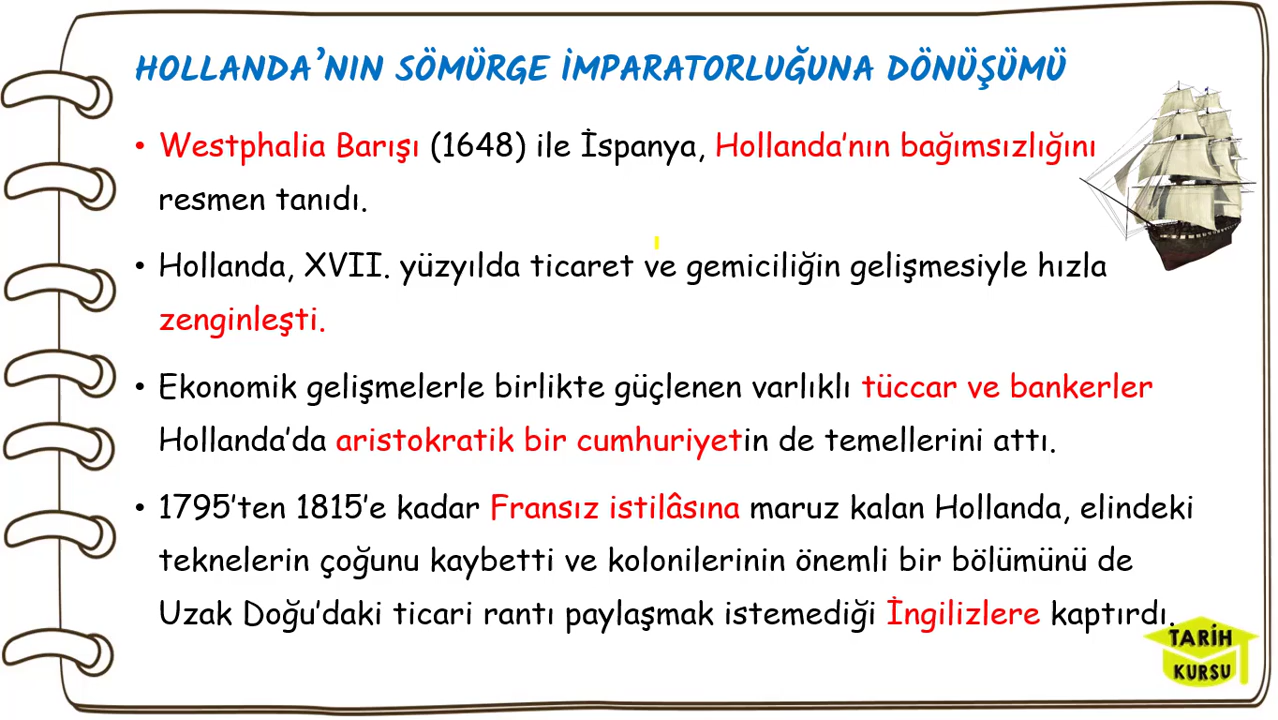 HOLLANDA’NIN SÖMÜRGE İMPARATORLUĞUNA DÖNÜŞÜMÜ
• Westphalia Barışı (1648) ile İspanya, Hollanda’nın bağımsızlığını
resmen tanıdı.
• Hollanda, XVII. yüzyılda ticaret ve gemiciliğin gelişmesiyle hızla
zenginleşti.
• Ekonomik gelişmelerle birlikte güçlenen varlıklı tüccar ve bankerler
Hollanda’da aristokratik bir cumhuriyetin de temellerini attı.
• 1795’ten 1815’e kadar Fransız istilâsına maruz kalan Hollanda, elindeki
teknelerin çoğunu kaybetti ve kolonilerinin önemli bir bölümünü de
Uzak Doğu’daki ticari rantı paylaşmak istemediği İngilizlere kaptırdı.
TARİH
KURSU